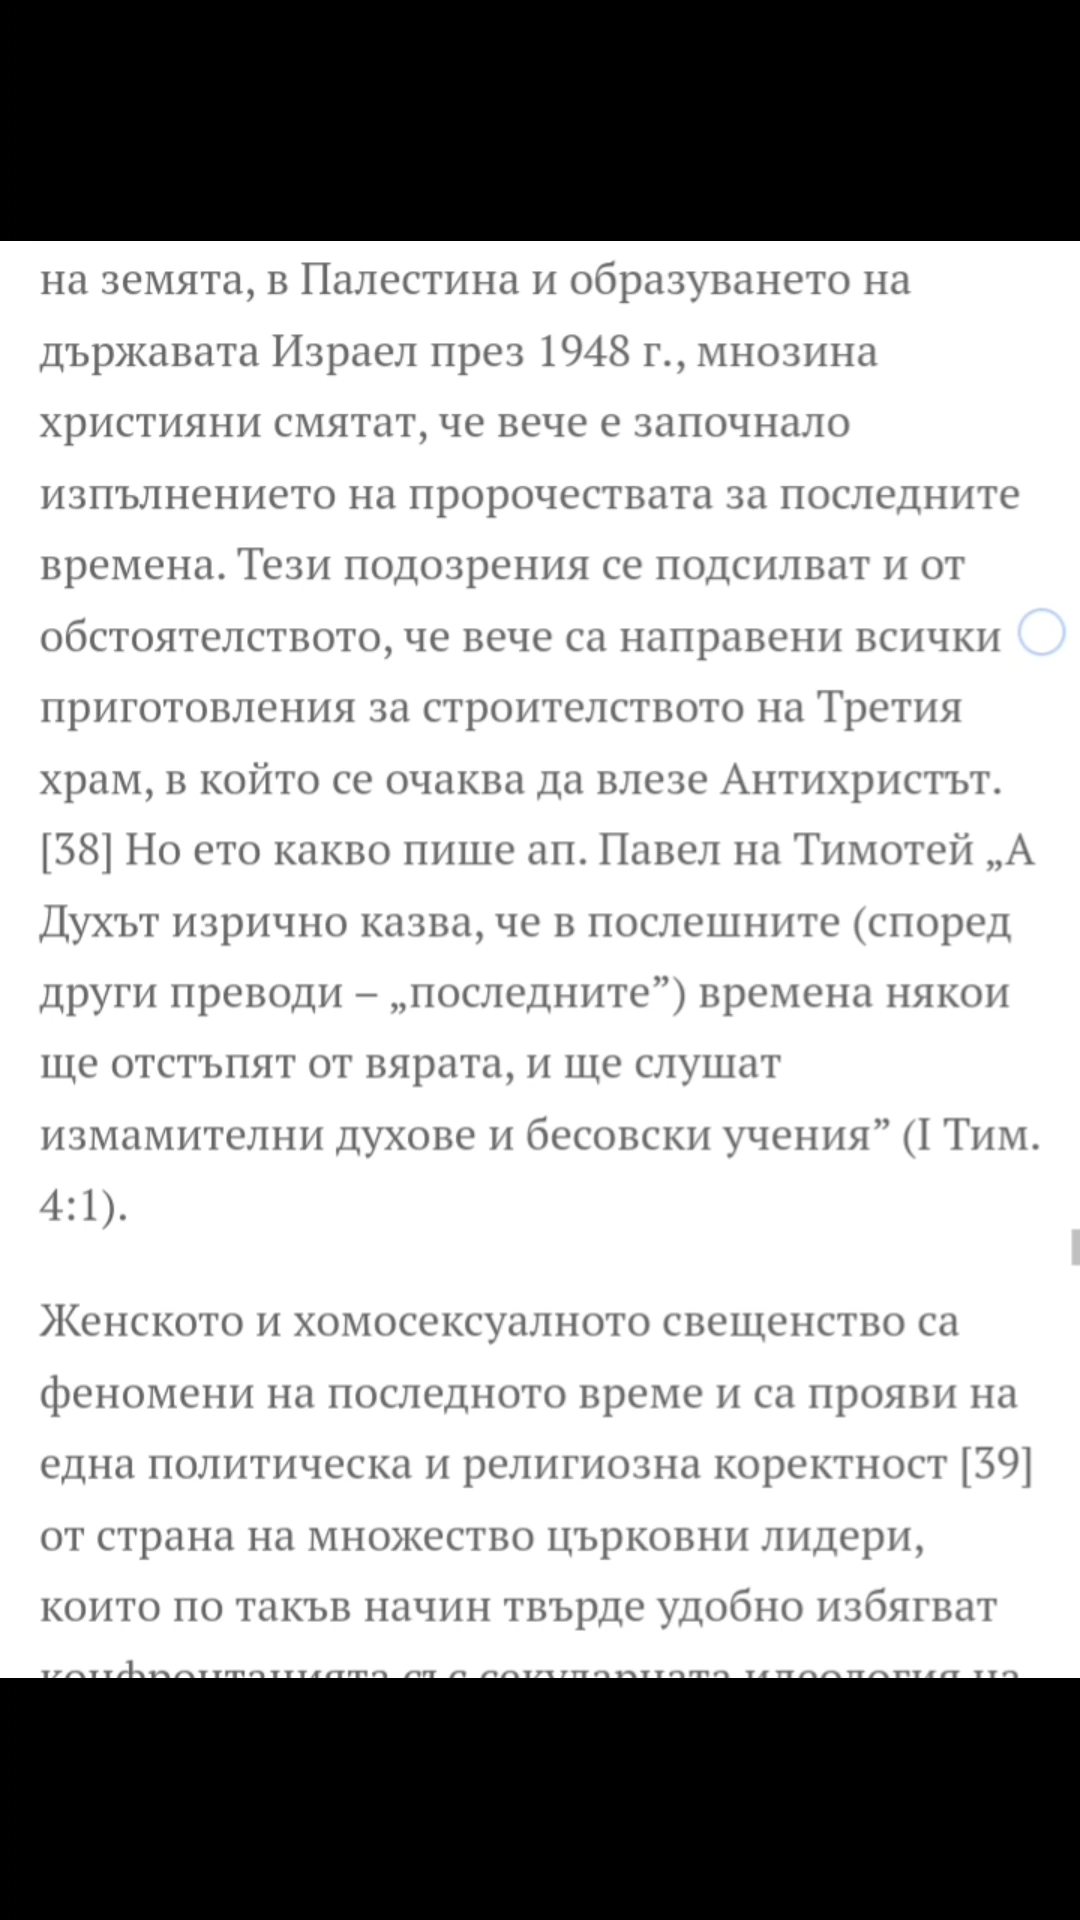 на земята, в Палестина и образуването на
държавата Израел през 1948 г., мнозина
християни смятат, че вече е започнало
изпълнението на пророчествата за последните
времена. Тези подозрения се подсилват и от
обстоятелството, че вече са направени всички
приготовления за строителството на Третия
храм, в който се очаква да влезе Антихристът.
[38] Но ето какво пише ап. Павел на Тимотей „А
Духът изрично казва, че в послешните (според
други преводи – „последните”) времена някои
ще отстъпят от вярата, и ще слушат
измамителни духове и бесовски учения” (I Тим.
4:1).
Женското и хомосексуалното свещенство са
феномени на последното време и са прояви на
една политическа и религиозна коректност [39]
от страна на множество църковни лидери,
които по такъв начин твърде удобно избягват
конфронтацията със секуларната идеология на